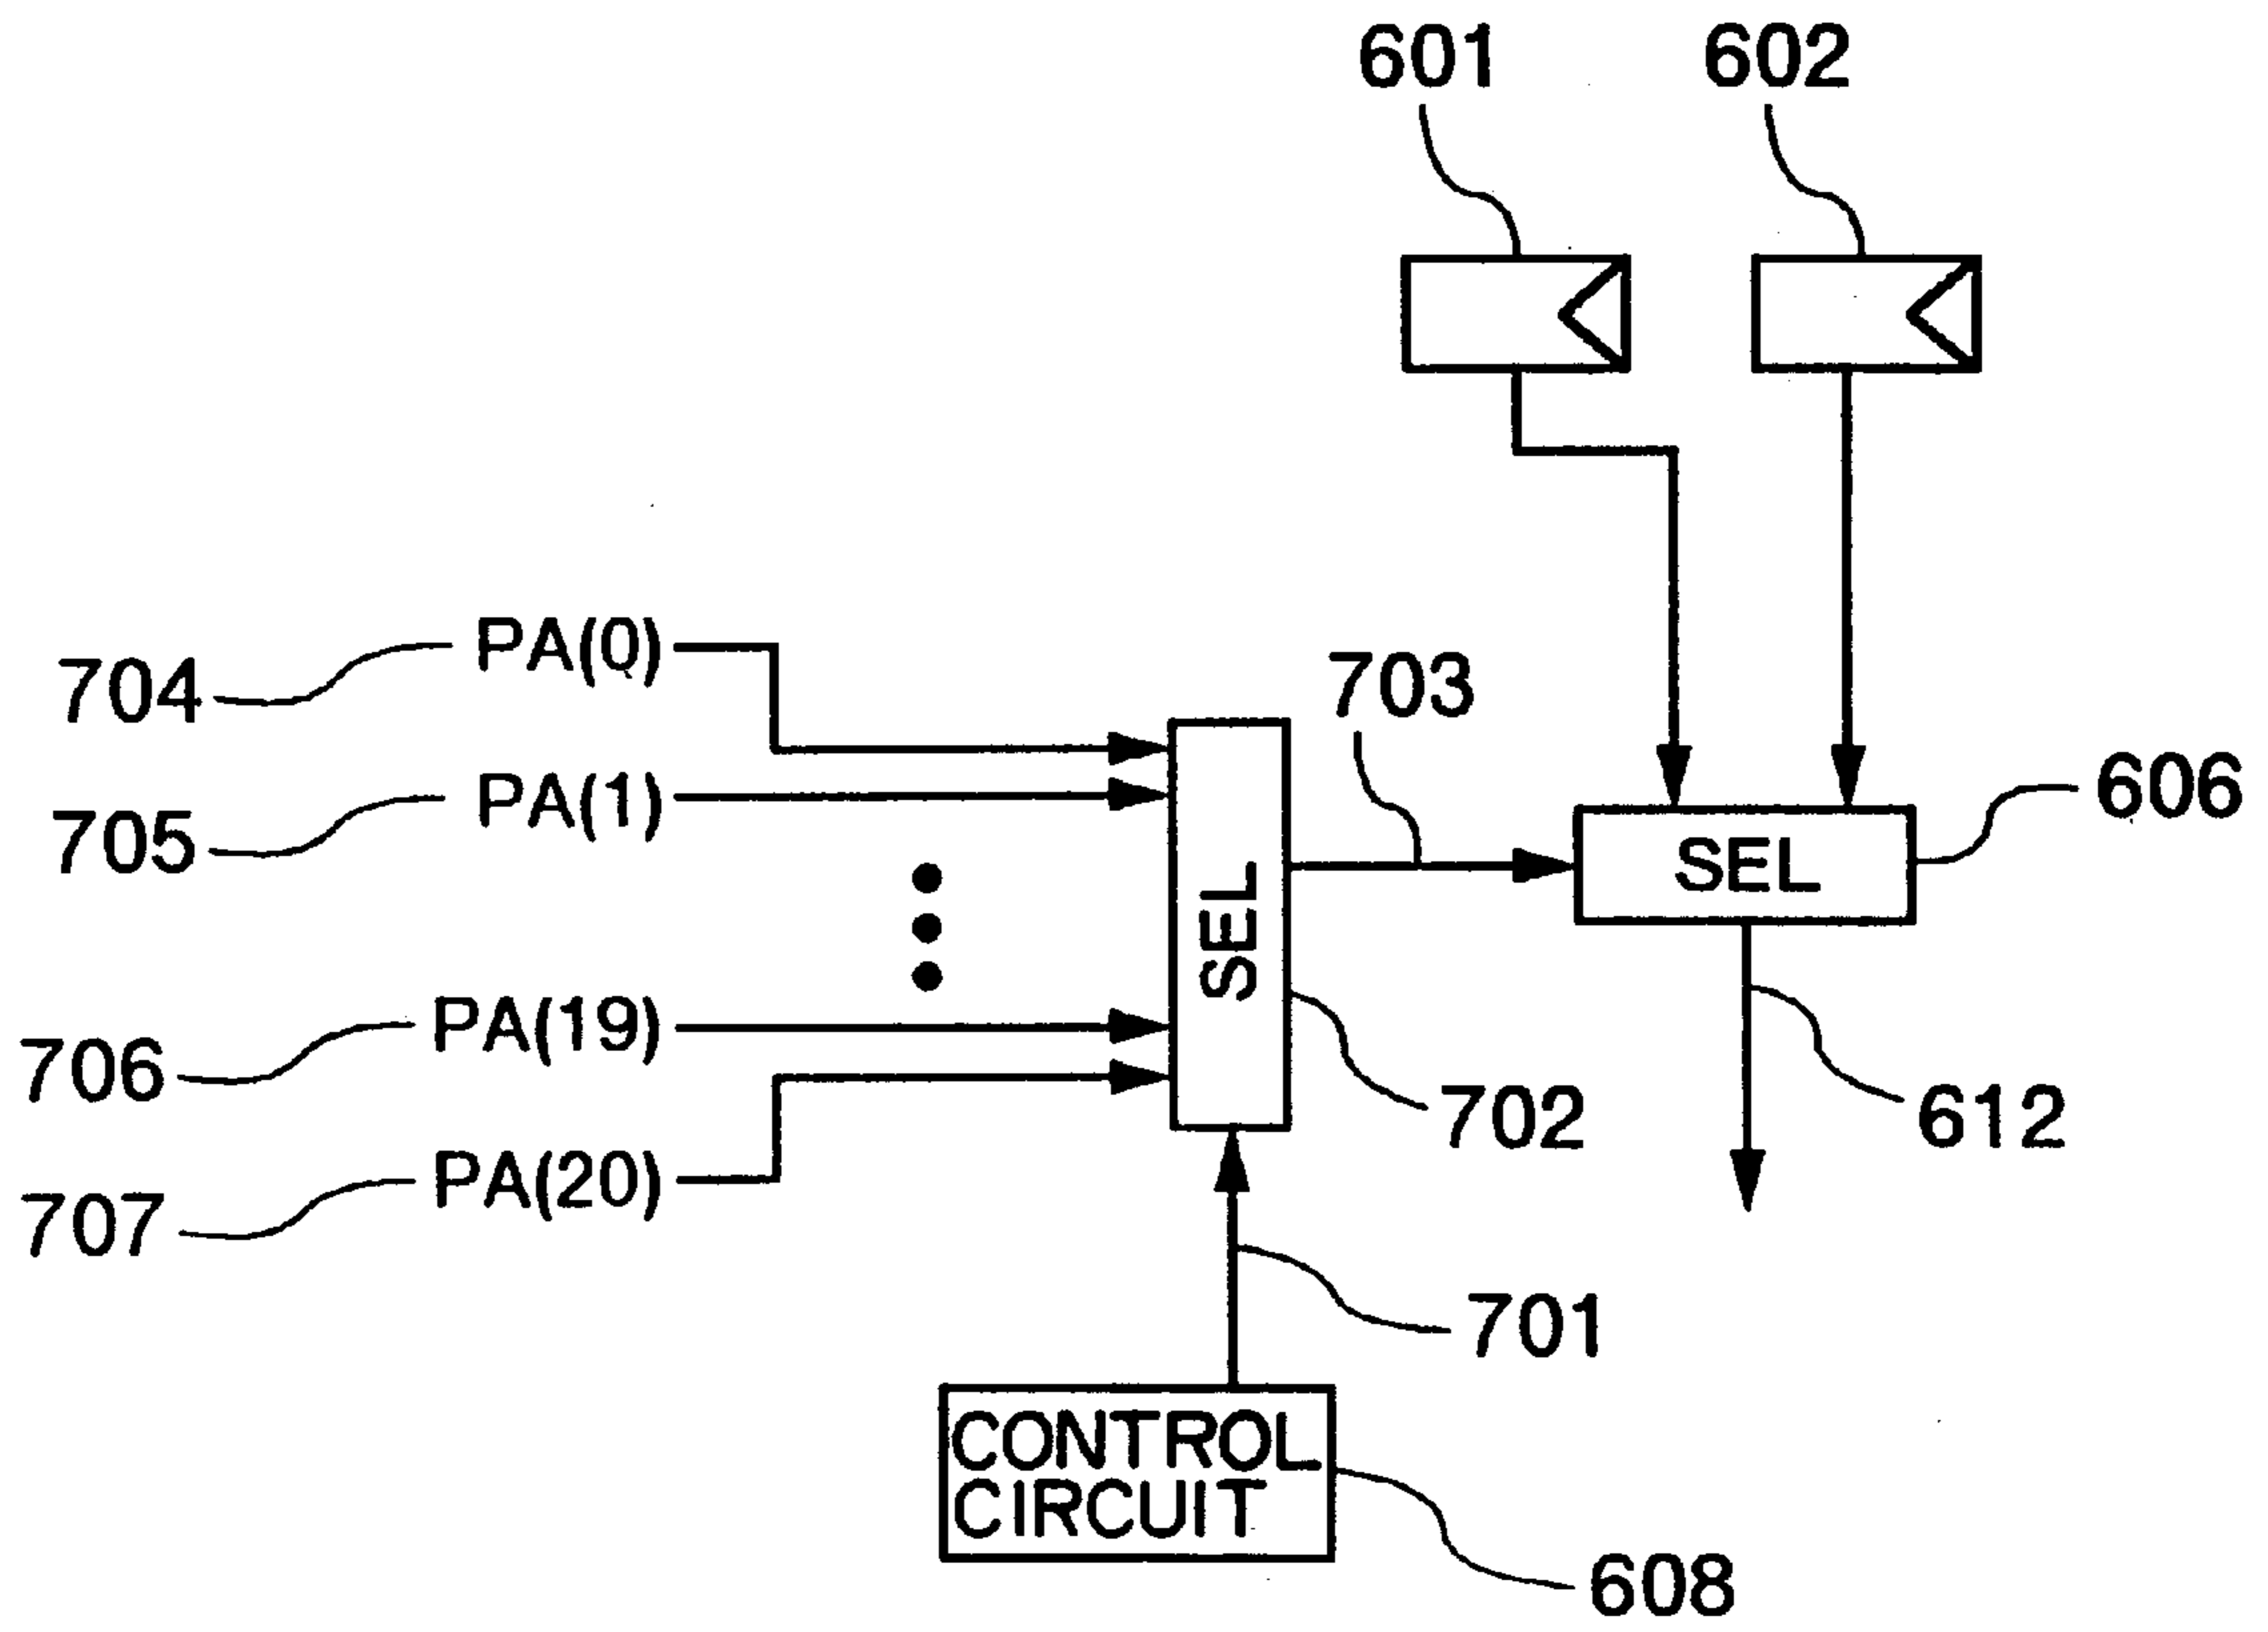 601
602
704
PA(0)
703
705
PA(1)
606
SEL
SEL
706
PA(19)
702
612
707
PA(20)
701
CONTROL
CIRCUIT
608